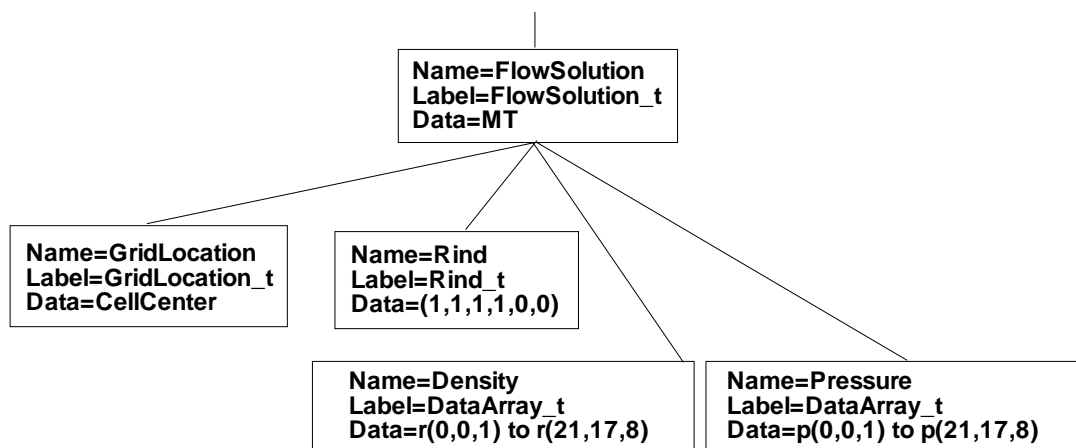 Name=FlowSolution
Label=FlowSolution_t
Data=MT
Name=GridLocation
Label=GridLocation_t
Data=CellCenter
Name=Rind
Label=Rind_t
Data=(1,1,1,1,0,0)
Name=Density
Label=DataArray_t
Data=r(0,0,1) to r(21,17,8)
Name=Pressure
Label=DataArray_t
Data=p(0,0,1) to p(21,17,8)